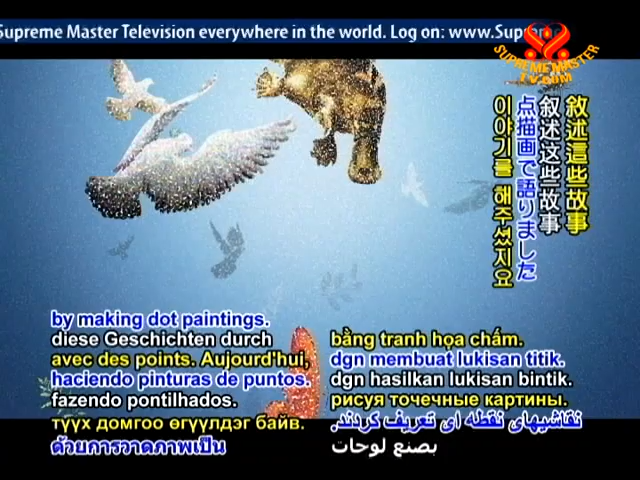 Supreme Master Television everywhere in the world. Log on: www.Supreme
SUPREME MASTER
TV.COM
敘述這些故事
叙述这些故事
点描画で語りました
이야기를 해주셨지요
by making dot paintings.
diese Geschichten durch
avec des points. Aujourd'hui,
haciendo pinturas de puntos.
fazendo pontilhados.
түүх домгоо өгүүлдэг байв.
ด้วยการวาดภาพเป็น
bằng tranh họa chấm.
dgn membuat lukisan titik.
dgn hasilkan lukisan bintik.
рисуя точечные картины.
نقاشیهای نقطه ای تعریف کردند.
بصنع لوحات